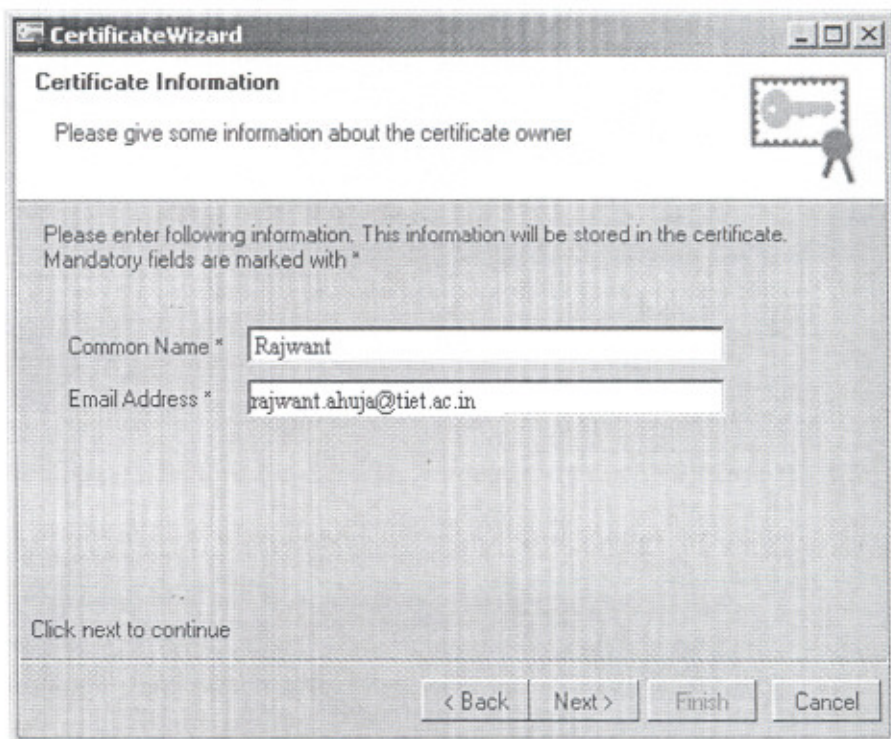 CertificateWizard
Certificate Information
Please give some information about the certificate owner
Please enter following information. This information will be stored in the certificate.
Mandatory fields are marked with *
Common Name * Rajwant
Email Address * rajwant.ahuja@tiet.ac.in
Click next to continue
< Back Next > Finish Cancel